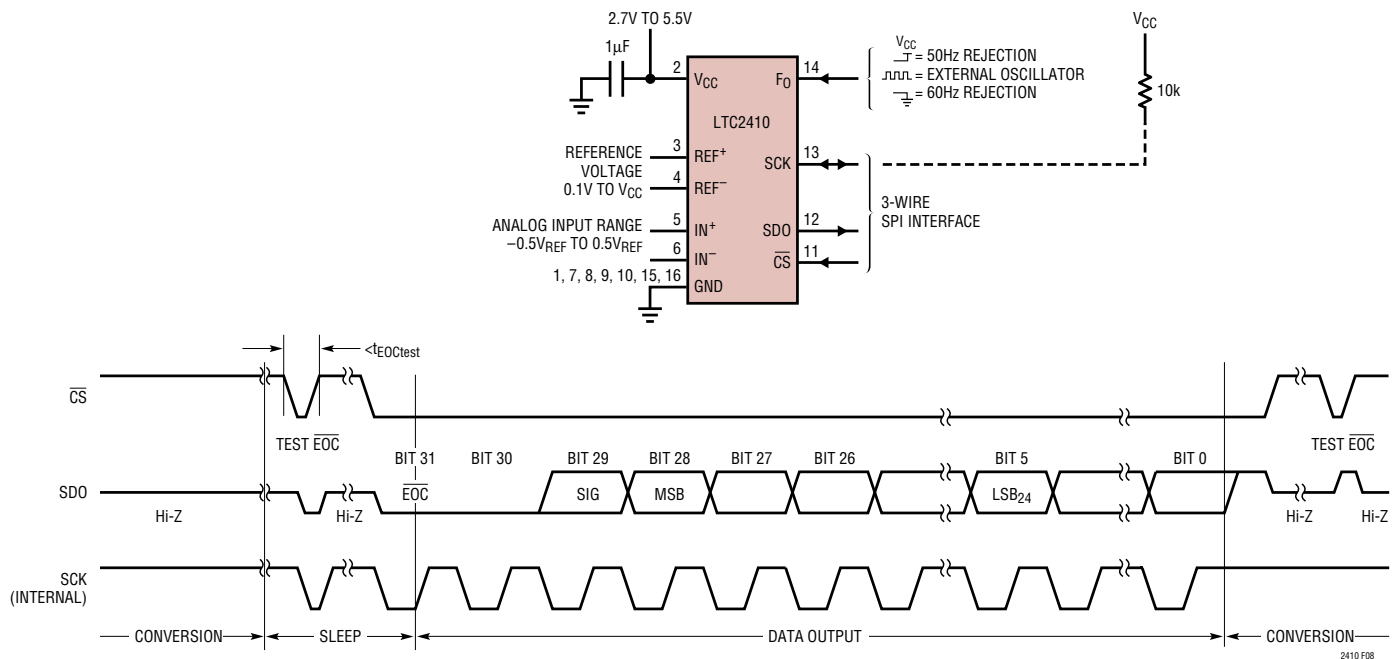 2.7V TO 5.5V
1µF
VCC
2
VCC
FO
14
VCC
= 50Hz REJECTION
= EXTERNAL OSCILLATOR
= 60Hz REJECTION
10k
LTC2410
REFERENCE
VOLTAGE
0.1V TO VCC
3
REF+
SCK
13
4
REF−
3-WIRE
SPI INTERFACE
ANALOG INPUT RANGE
−0.5VREF TO 0.5VREF
5
IN+
SDO
12
6
IN−
CS
11
1, 7, 8, 9, 10, 15, 16
GND
<tEOCtest
CS
TEST EOC
TEST EOC
BIT 31
BIT 30
BIT 29
BIT 28
BIT 27
BIT 26
BIT 5
BIT 0
SDO
EOC
SIG
MSB
LSB24
Hi-Z
Hi-Z
Hi-Z
Hi-Z
SCK
(INTERNAL)
CONVERSION
SLEEP
DATA OUTPUT
CONVERSION
2410 F08